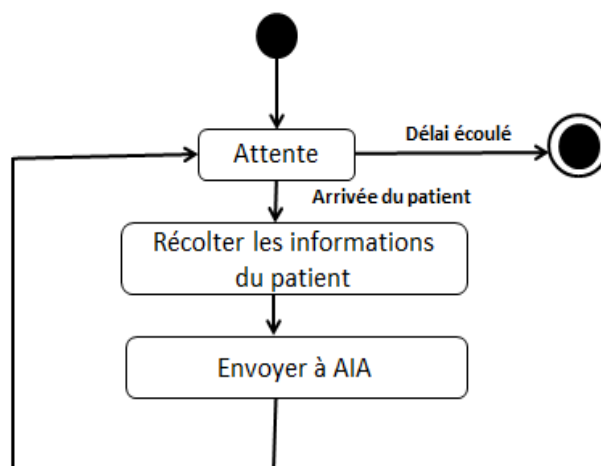 Délai écoulé
Attente
Arrivée du patient
Récolter les informations
du patient
Envoyer à AIA